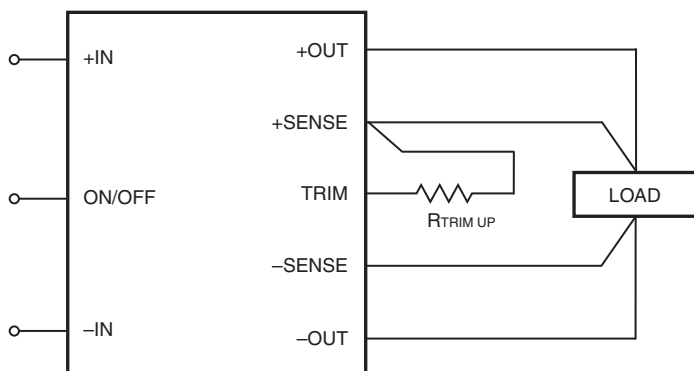 +IN
+OUT
+SENSE
ON/OFF
TRIM
LOAD
RTRIM UP
–SENSE
–IN
–OUT